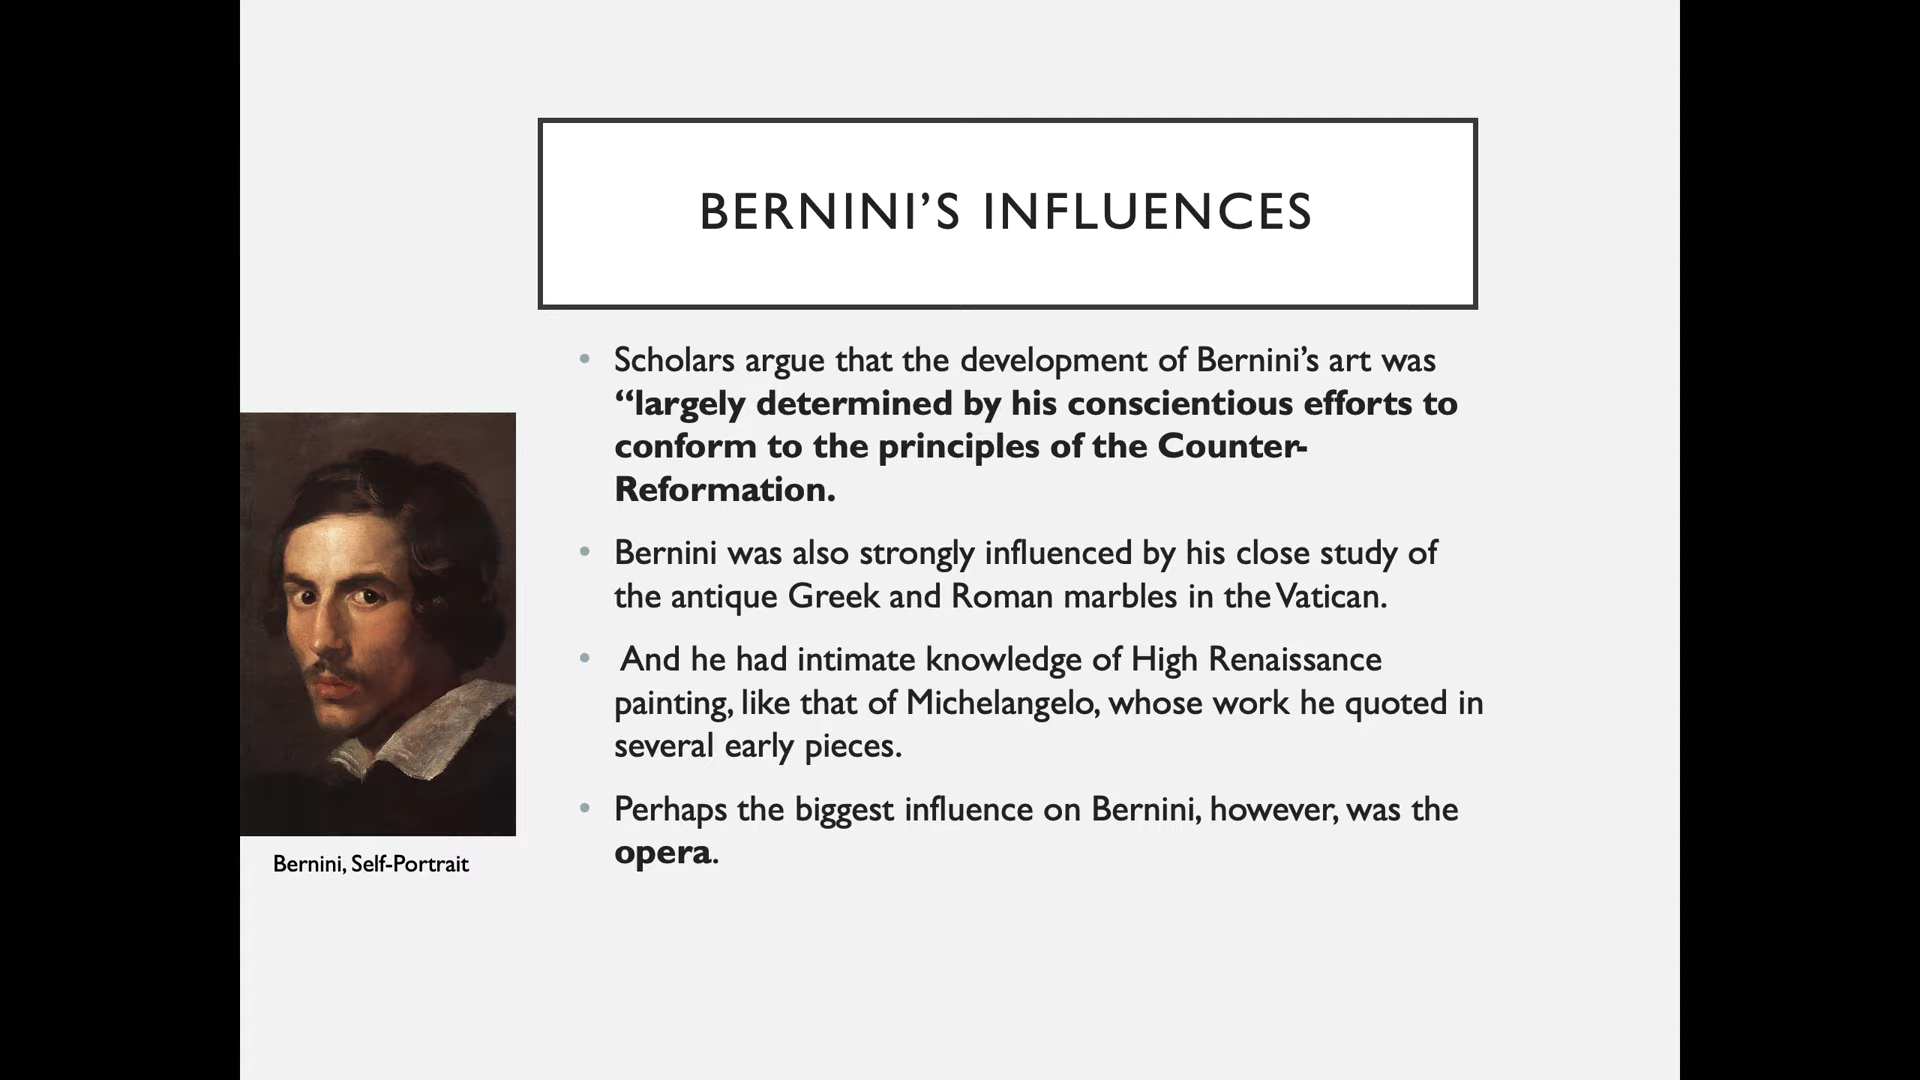 BERNINI’S INFLUENCES
• Scholars argue that the development of Bernini’s art was
“largely determined by his conscientious efforts to
conform to the principles of the Counter-
Reformation.
• Bernini was also strongly influenced by his close study of
the antique Greek and Roman marbles in the Vatican.
• And he had intimate knowledge of High Renaissance
painting, like that of Michelangelo, whose work he quoted in
several early pieces.
• Perhaps the biggest influence on Bernini, however, was the
opera.
Bernini, Self-Portrait